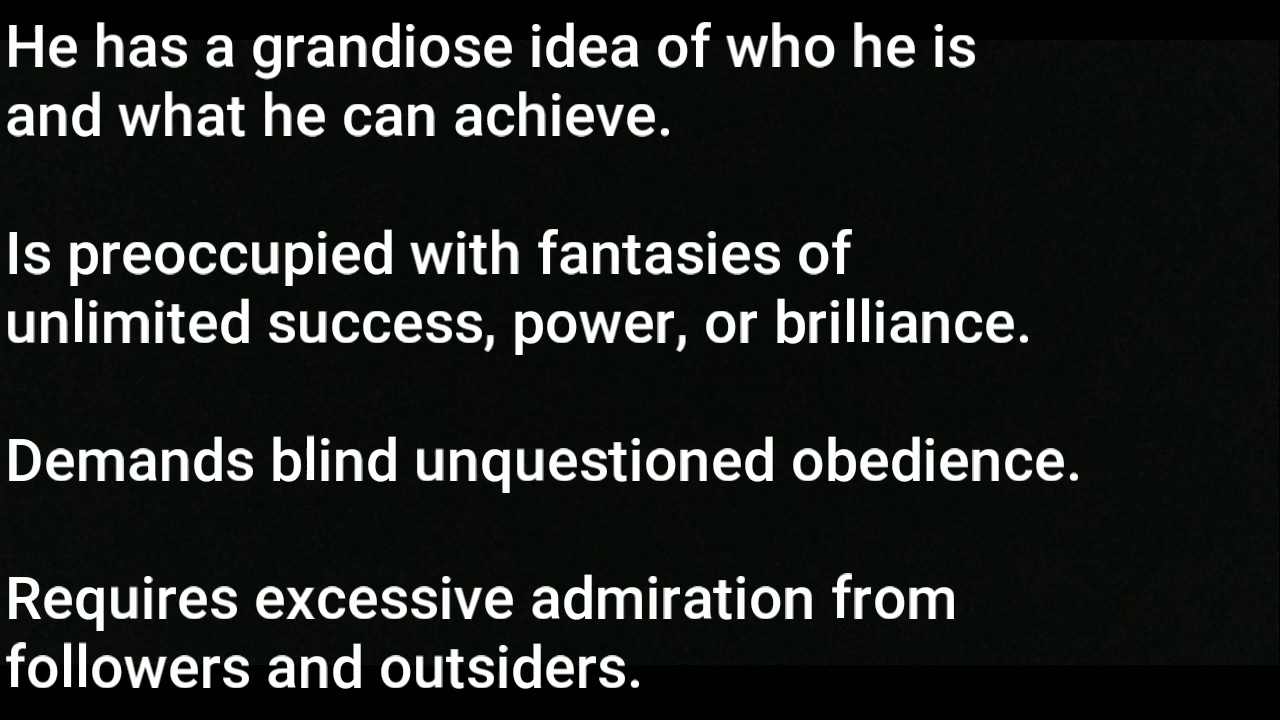 He has a grandiose idea of who he is
and what he can achieve.
Is preoccupied with fantasies of
unlimited success, power, or brilliance.
Demands blind unquestioned obedience.
Requires excessive admiration from
followers and outsiders.